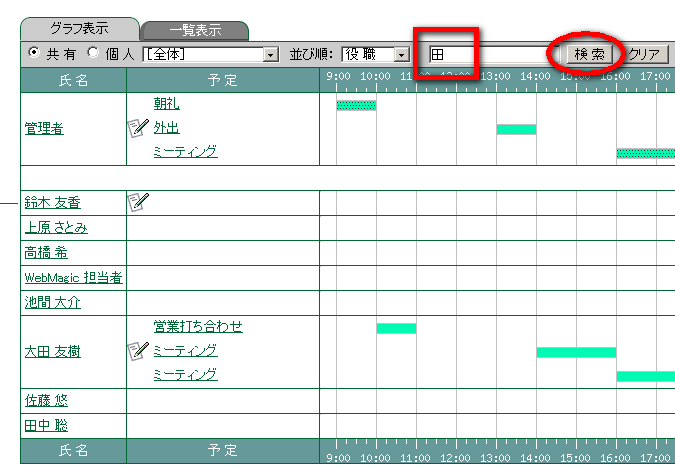 グラフ表示 一覧表示
共有 個人 [全体] 並び順: 役職 田 検索 クリア
氏名 予定 9:00 10:00 11:00 12:00 13:00 14:00 15:00 16:00 17:00
朝礼
管理者 外出
ミーティング
鈴木 友香
上原 さとみ
高橋 希
WebMagic 担当者
池間 大介
営業打ち合わせ
大田 友樹 ミーティング
ミーティング
佐藤 悠
田中 聡
氏名 予定 9:00 10:00 11:00 12:00 13:00 14:00 15:00 16:00 17:00